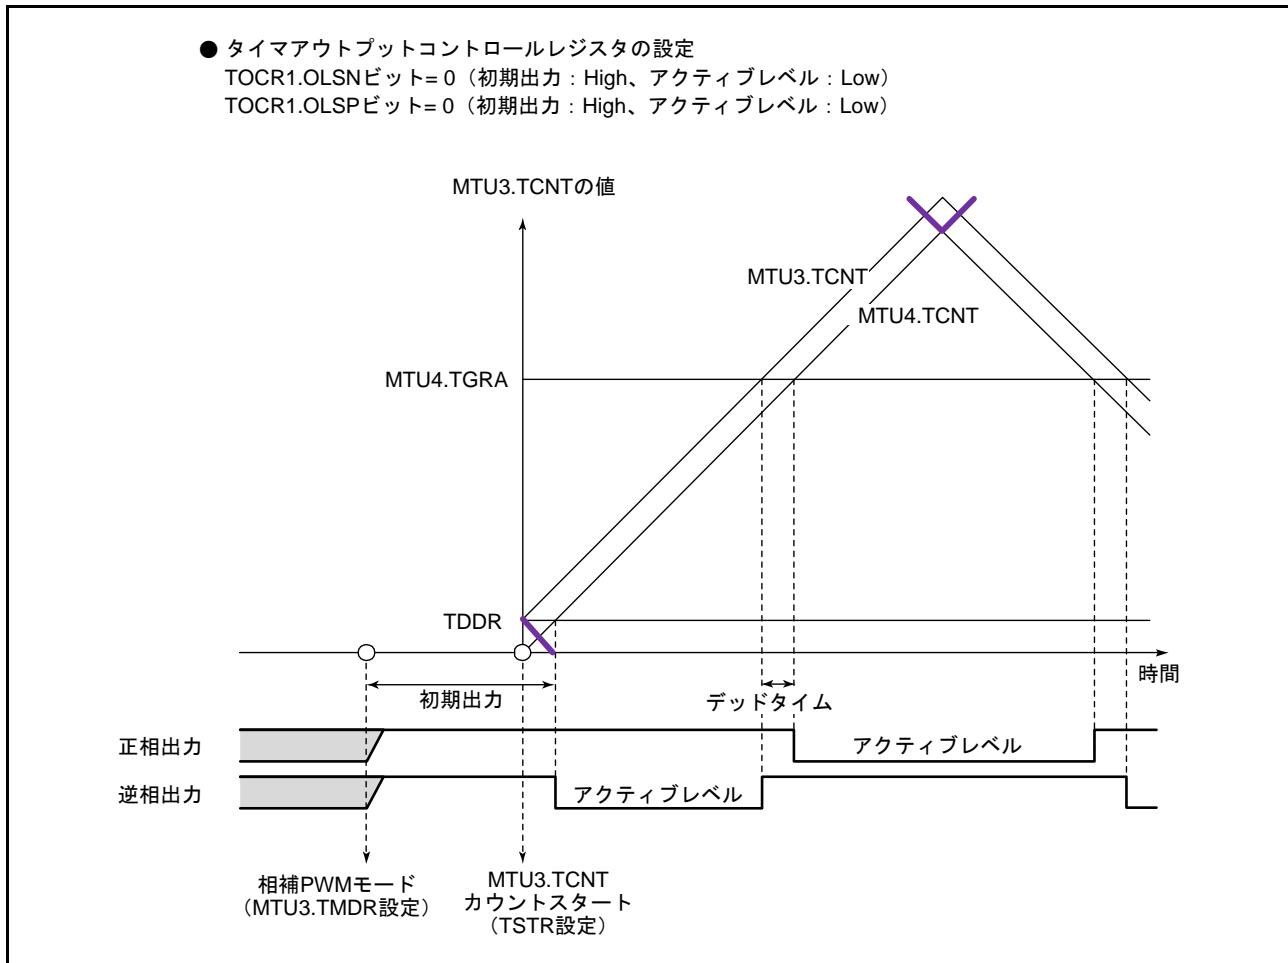 ● タイマアウトプットコントロールレジスタの設定
TOCR1.OLSNビット= 0（初期出力：High、アクティブレベル：Low）
TOCR1.OLSPビット= 0（初期出力：High、アクティブレベル：Low）
MTU3.TCNTの値
MTU3.TCNT
MTU4.TCNT
MTU4.TGRA
TDDR
時間
初期出力
デッドタイム
正相出力
アクティブレベル
逆相出力
アクティブレベル
相補PWMモード
（MTU3.TMDR設定）
MTU3.TCNT
カウントスタート
（TSTR設定）